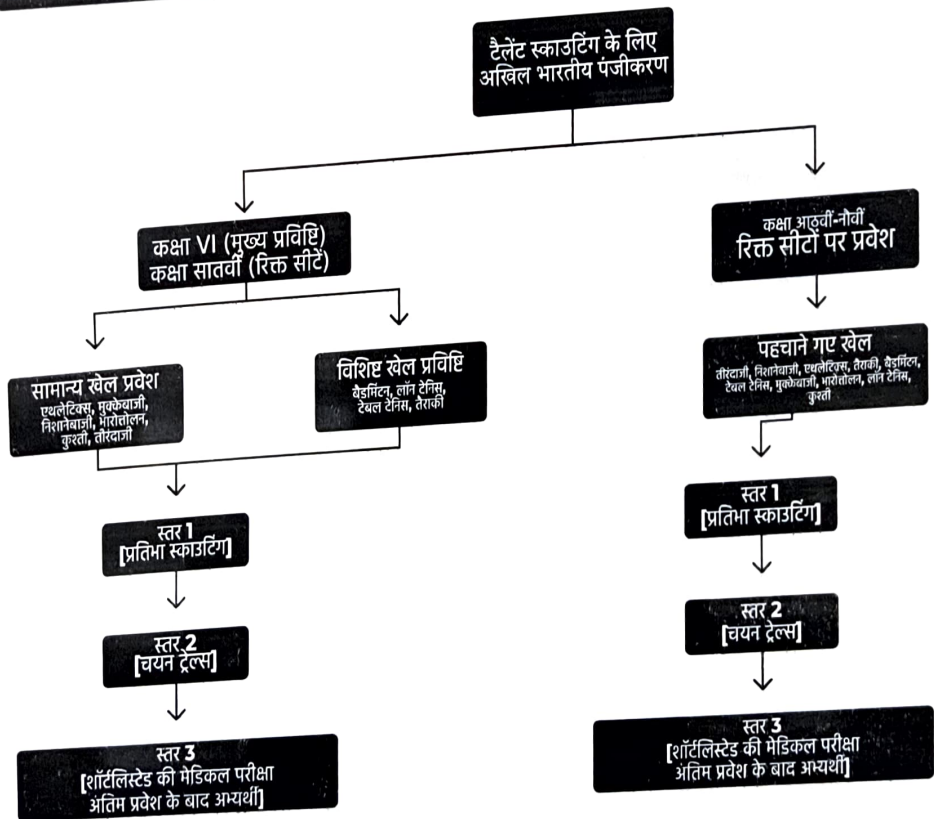 टैलेंट स्काउटिंग के लिए
अखिल भारतीय पंजीकरण
कक्षा VI (मुख्य प्रविष्टि)
कक्षा सातवीं (रिक्त सीटें)
सामान्य खेल प्रवेश
एथलेटिक्स, मुक्केबाजी,
निशानेबाजी, भारोत्तोलन,
कुश्ती, तीरंदाजी
विशिष्ट खेल प्रविष्टि
बैडमिंटन, लॉन टेनिस,
टेबल टेनिस, तैराकी
स्तर 1
[प्रतिभा स्काउटिंग]
स्तर 2
[चयन ट्रेल्स]
स्तर 3
[शॉर्टलिस्टेड की मेडिकल परीक्षा
अंतिम प्रवेश के बाद अभ्यर्थी]
कक्षा आठवीं-नौवीं
रिक्त सीटों पर प्रवेश
पहचाने गए खेल
तीरंदाजी, निशानेबाजी, एथलेटिक्स, तैराकी, बैडमिंटन,
टेबल टेनिस, मुक्केबाजी, भारोत्तोलन, लॉन टेनिस,
कुश्ती
स्तर 1
[प्रतिभा स्काउटिंग]
स्तर 2
[चयन ट्रेल्स]
स्तर 3
[शॉर्टलिस्टेड की मेडिकल परीक्षा
अंतिम प्रवेश के बाद अभ्यर्थी]